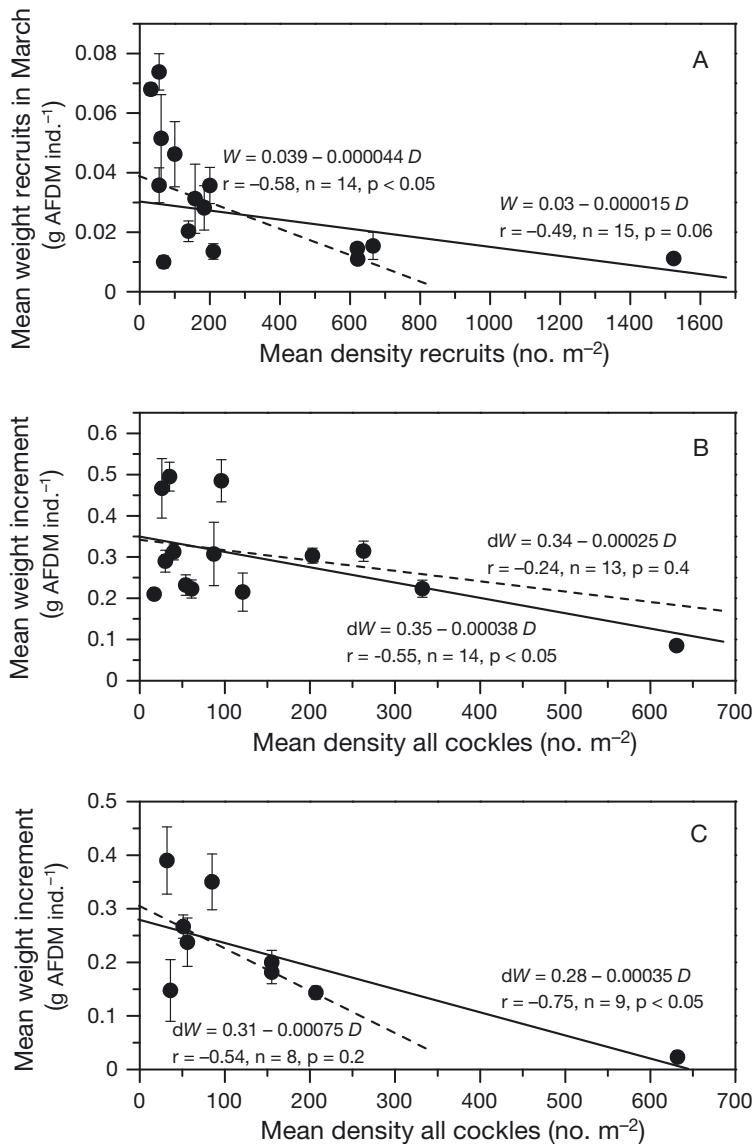 A
Mean weight recruits in March
(g AFDM ind.⁻¹)
0.08
0.06
0.04
0.02
0
W = 0.039 – 0.000044 D
r = –0.58, n = 14, p < 0.05
W = 0.03 – 0.000015 D
r = –0.49, n = 15, p = 0.06
0 200 400 600 800 1000 1200 1400 1600
Mean density recruits (no. m⁻²)
B
Mean weight increment
(g AFDM ind.⁻¹)
0.6
0.5
0.4
0.3
0.2
0.1
0
dW = 0.34 – 0.00025 D
r = –0.24, n = 13, p = 0.4
dW = 0.35 – 0.00038 D
r = -0.55, n = 14, p < 0.05
0 100 200 300 400 500 600 700
Mean density all cockles (no. m⁻²)
C
Mean weight increment
(g AFDM ind.⁻¹)
0.5
0.4
0.3
0.2
0.1
0
dW = 0.28 – 0.00035 D
r = –0.75, n = 9, p < 0.05
dW = 0.31 – 0.00075 D
r = –0.54, n = 8, p = 0.2
0 100 200 300 400 500 600 700
Mean density all cockles (no. m⁻²)